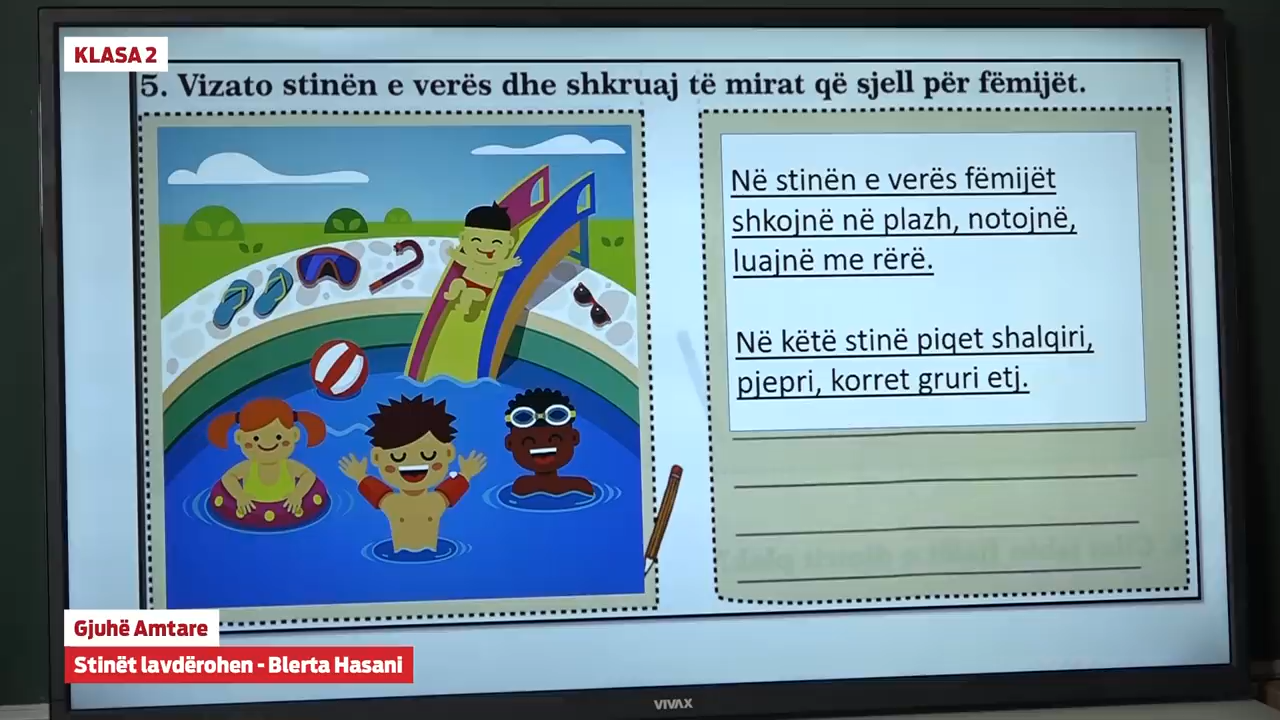 KLASA 2
5. Vizato stinën e verës dhe shkruaj të mirat që sjell për fëmijët.
Në stinën e verës fëmijët
shkojnë në plazh, notojnë,
luajnë me rërë.
Në këtë stinë piqet shalqiri,
pjepri, korret gruri etj.
Gjuhë Amtare
Stinët lavdërohen - Blerta Hasani
VIVAX